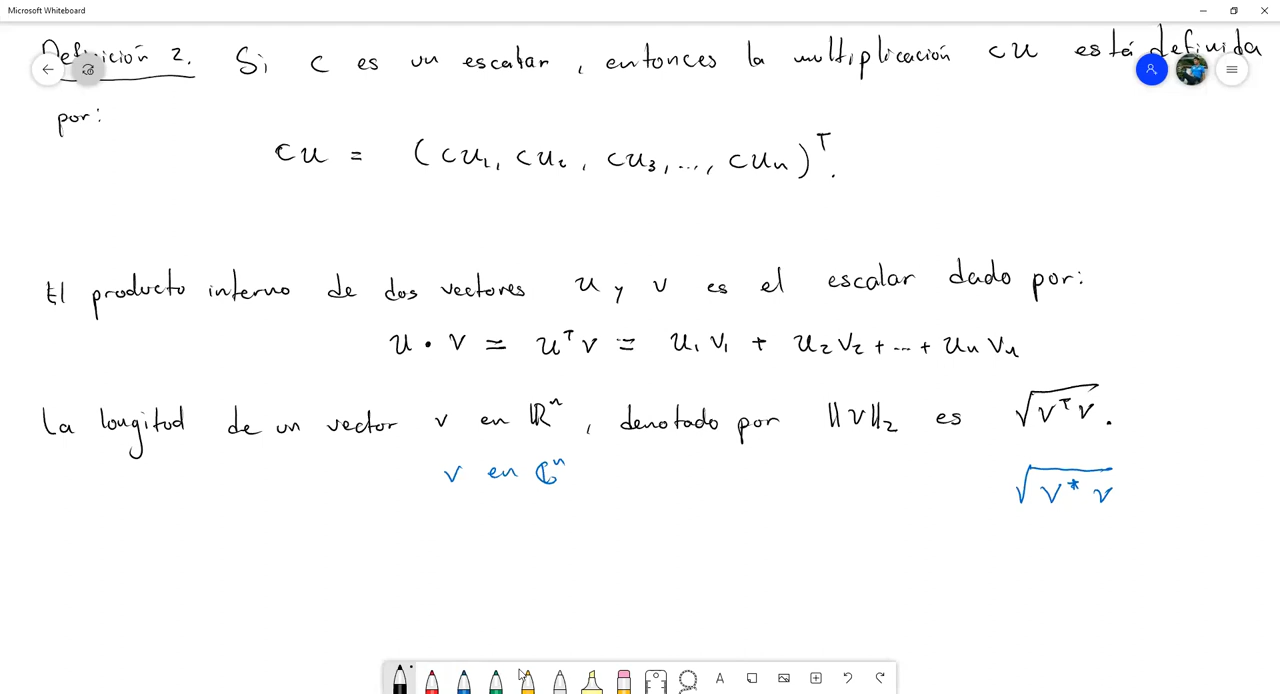 Microsoft Whiteboard
Definición 2. Si c es un escalar, entonces la multiplicación cu está definida
por:
cu = (cu₁, cu₂, cu₃, ..., cuₙ)ᵀ.
El producto interno de dos vectores u y v es el escalar dado por:
u · v = uᵀv = u₁v₁ + u₂v₂ + ... + uₙvₙ
La longitud de un vector v en ℝⁿ, denotado por ||v||₂ es √(vᵀv).
v en ℂⁿ √(v* v)